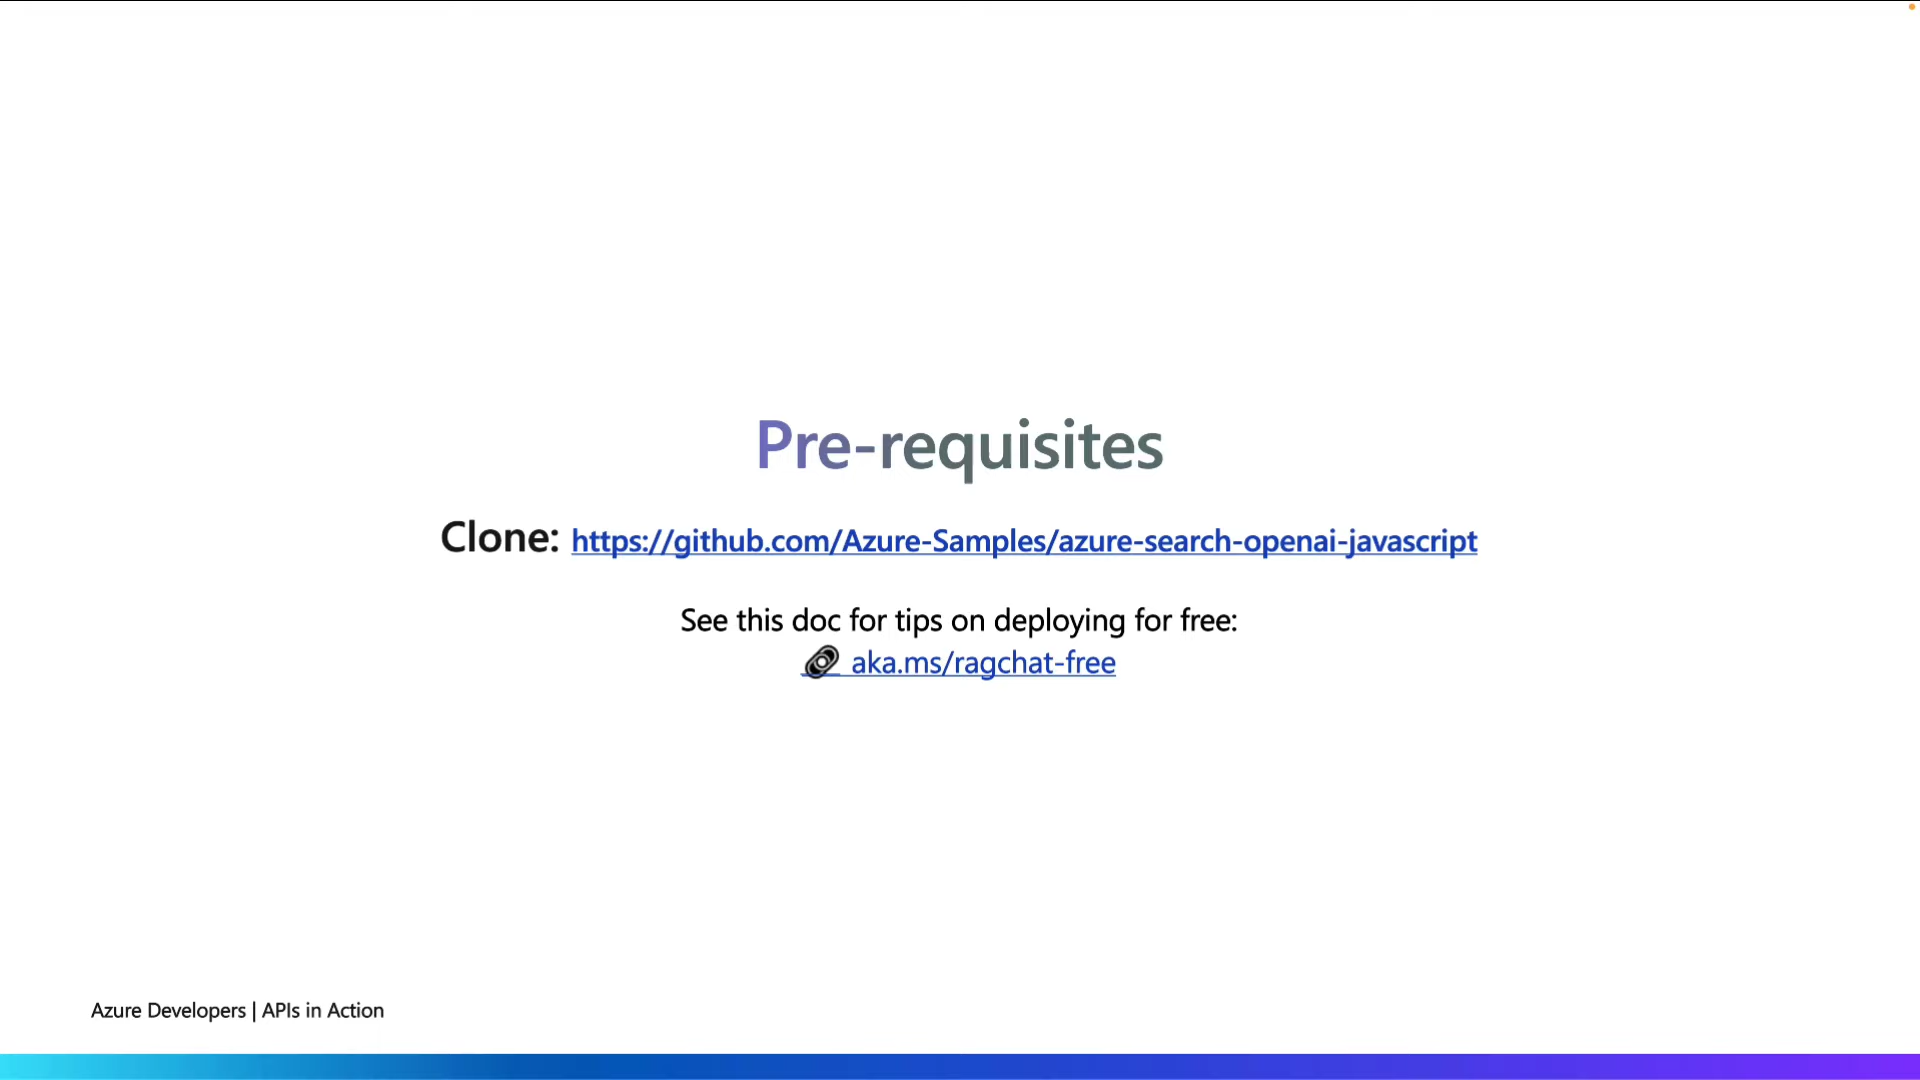 Pre-requisites
Clone: https://github.com/Azure-Samples/azure-search-openai-javascript
See this doc for tips on deploying for free:
🔗 aka.ms/ragchat-free
Azure Developers | APIs in Action